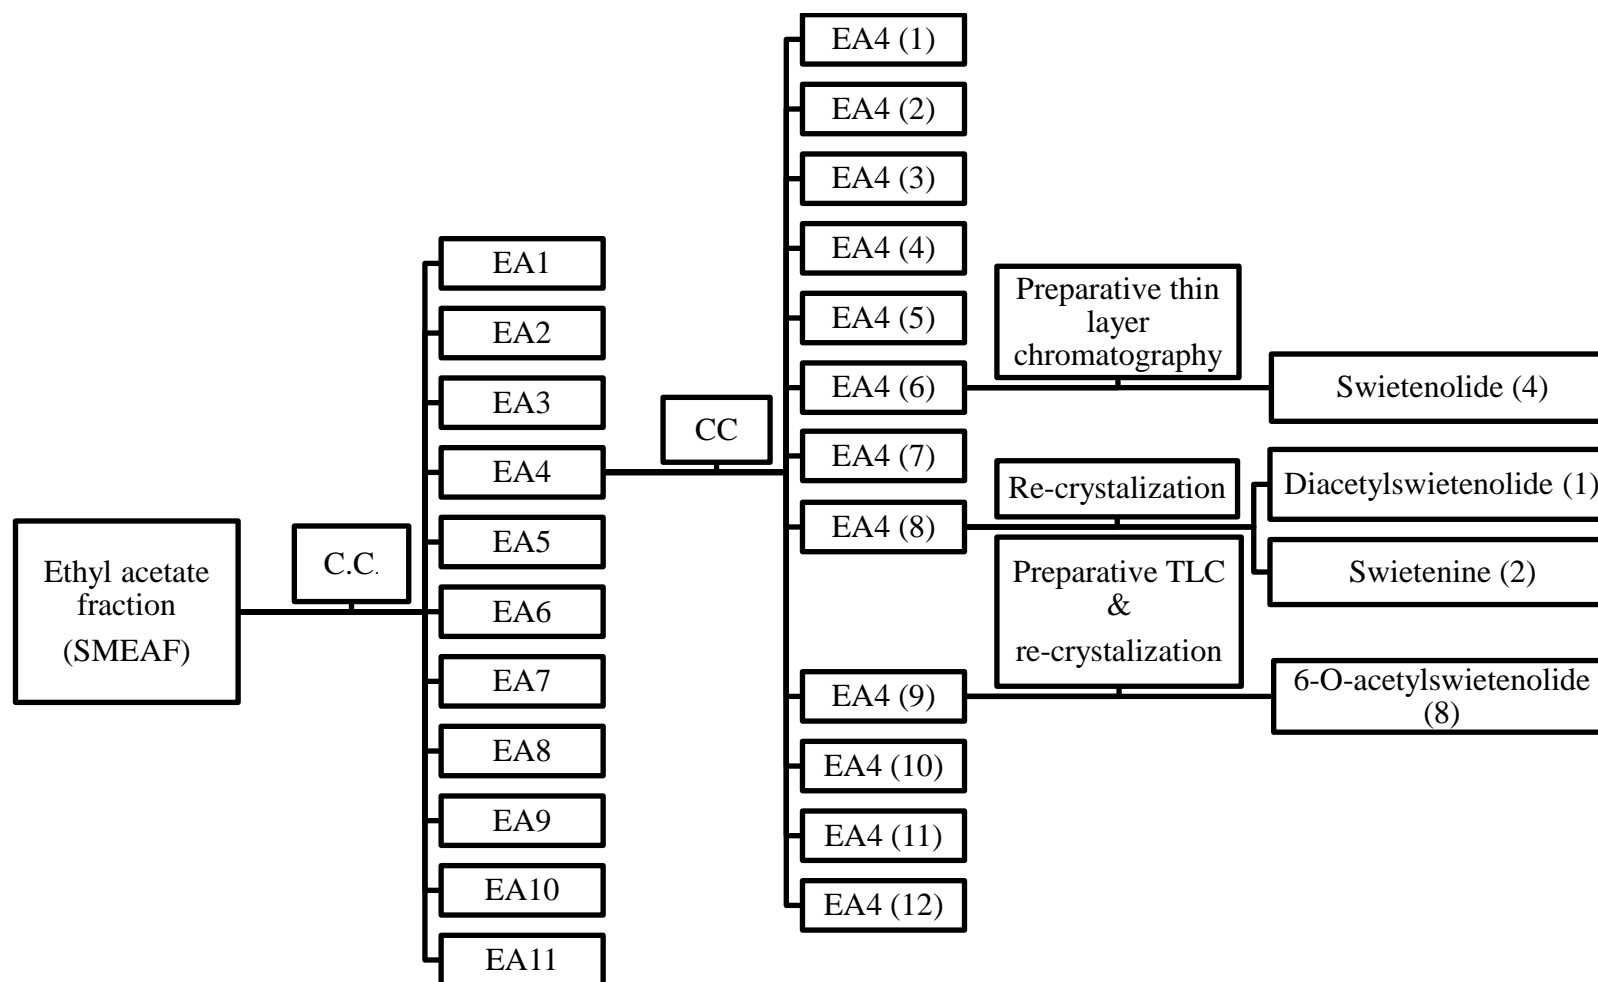 Ethyl acetate
fraction
(SMEAF)
C.C.
EA1
EA2
EA3
EA4
EA5
EA6
EA7
EA8
EA9
EA10
EA11
CC
EA4 (1)
EA4 (2)
EA4 (3)
EA4 (4)
EA4 (5)
EA4 (6)
EA4 (7)
EA4 (8)
EA4 (9)
EA4 (10)
EA4 (11)
EA4 (12)
Preparative thin
layer
chromatography
Swietenolide (4)
Re-crystalization
Diacetylswietenolide (1)
Swietenine (2)
Preparative TLC
&
re-crystalization
6-O-acetylswietenolide
(8)